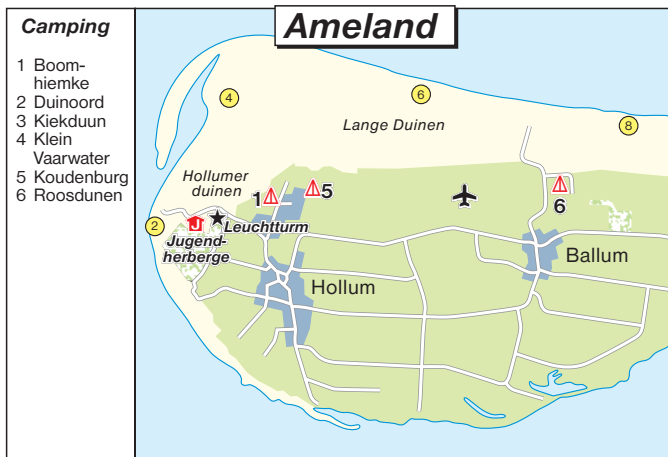 Camping
1 Boom-
hiemke
2 Duinoord
3 Kiekduun
4 Klein
Vaarwater
5 Koudenburg
6 Roosdunen
Ameland
4
6
8
Lange Duinen
Hollumer
duinen
1
5
6
2
J
Leuchtturm
Jugend-
herberge
Ballum
Hollum